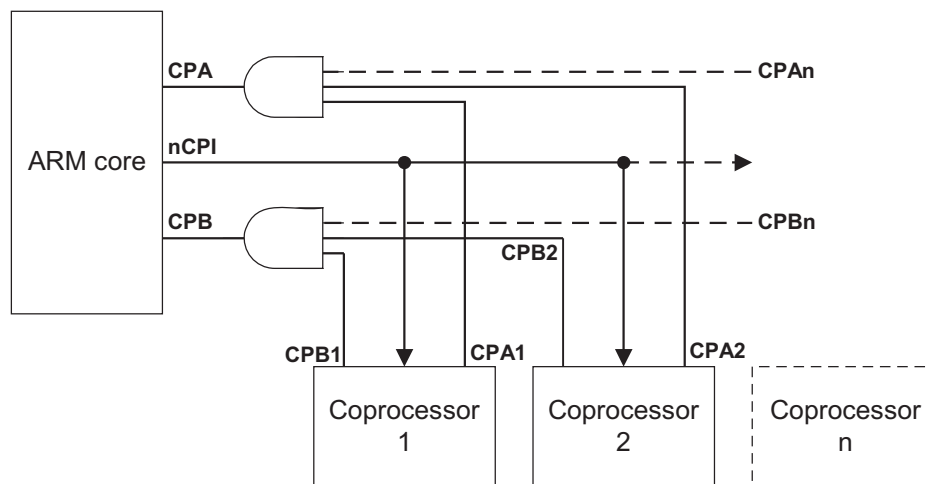 CPA
CPAn
nCPI
ARM core
CPB
CPBn
CPB2
CPB1
CPA1
CPA2
Coprocessor
1
Coprocessor
2
Coprocessor
n